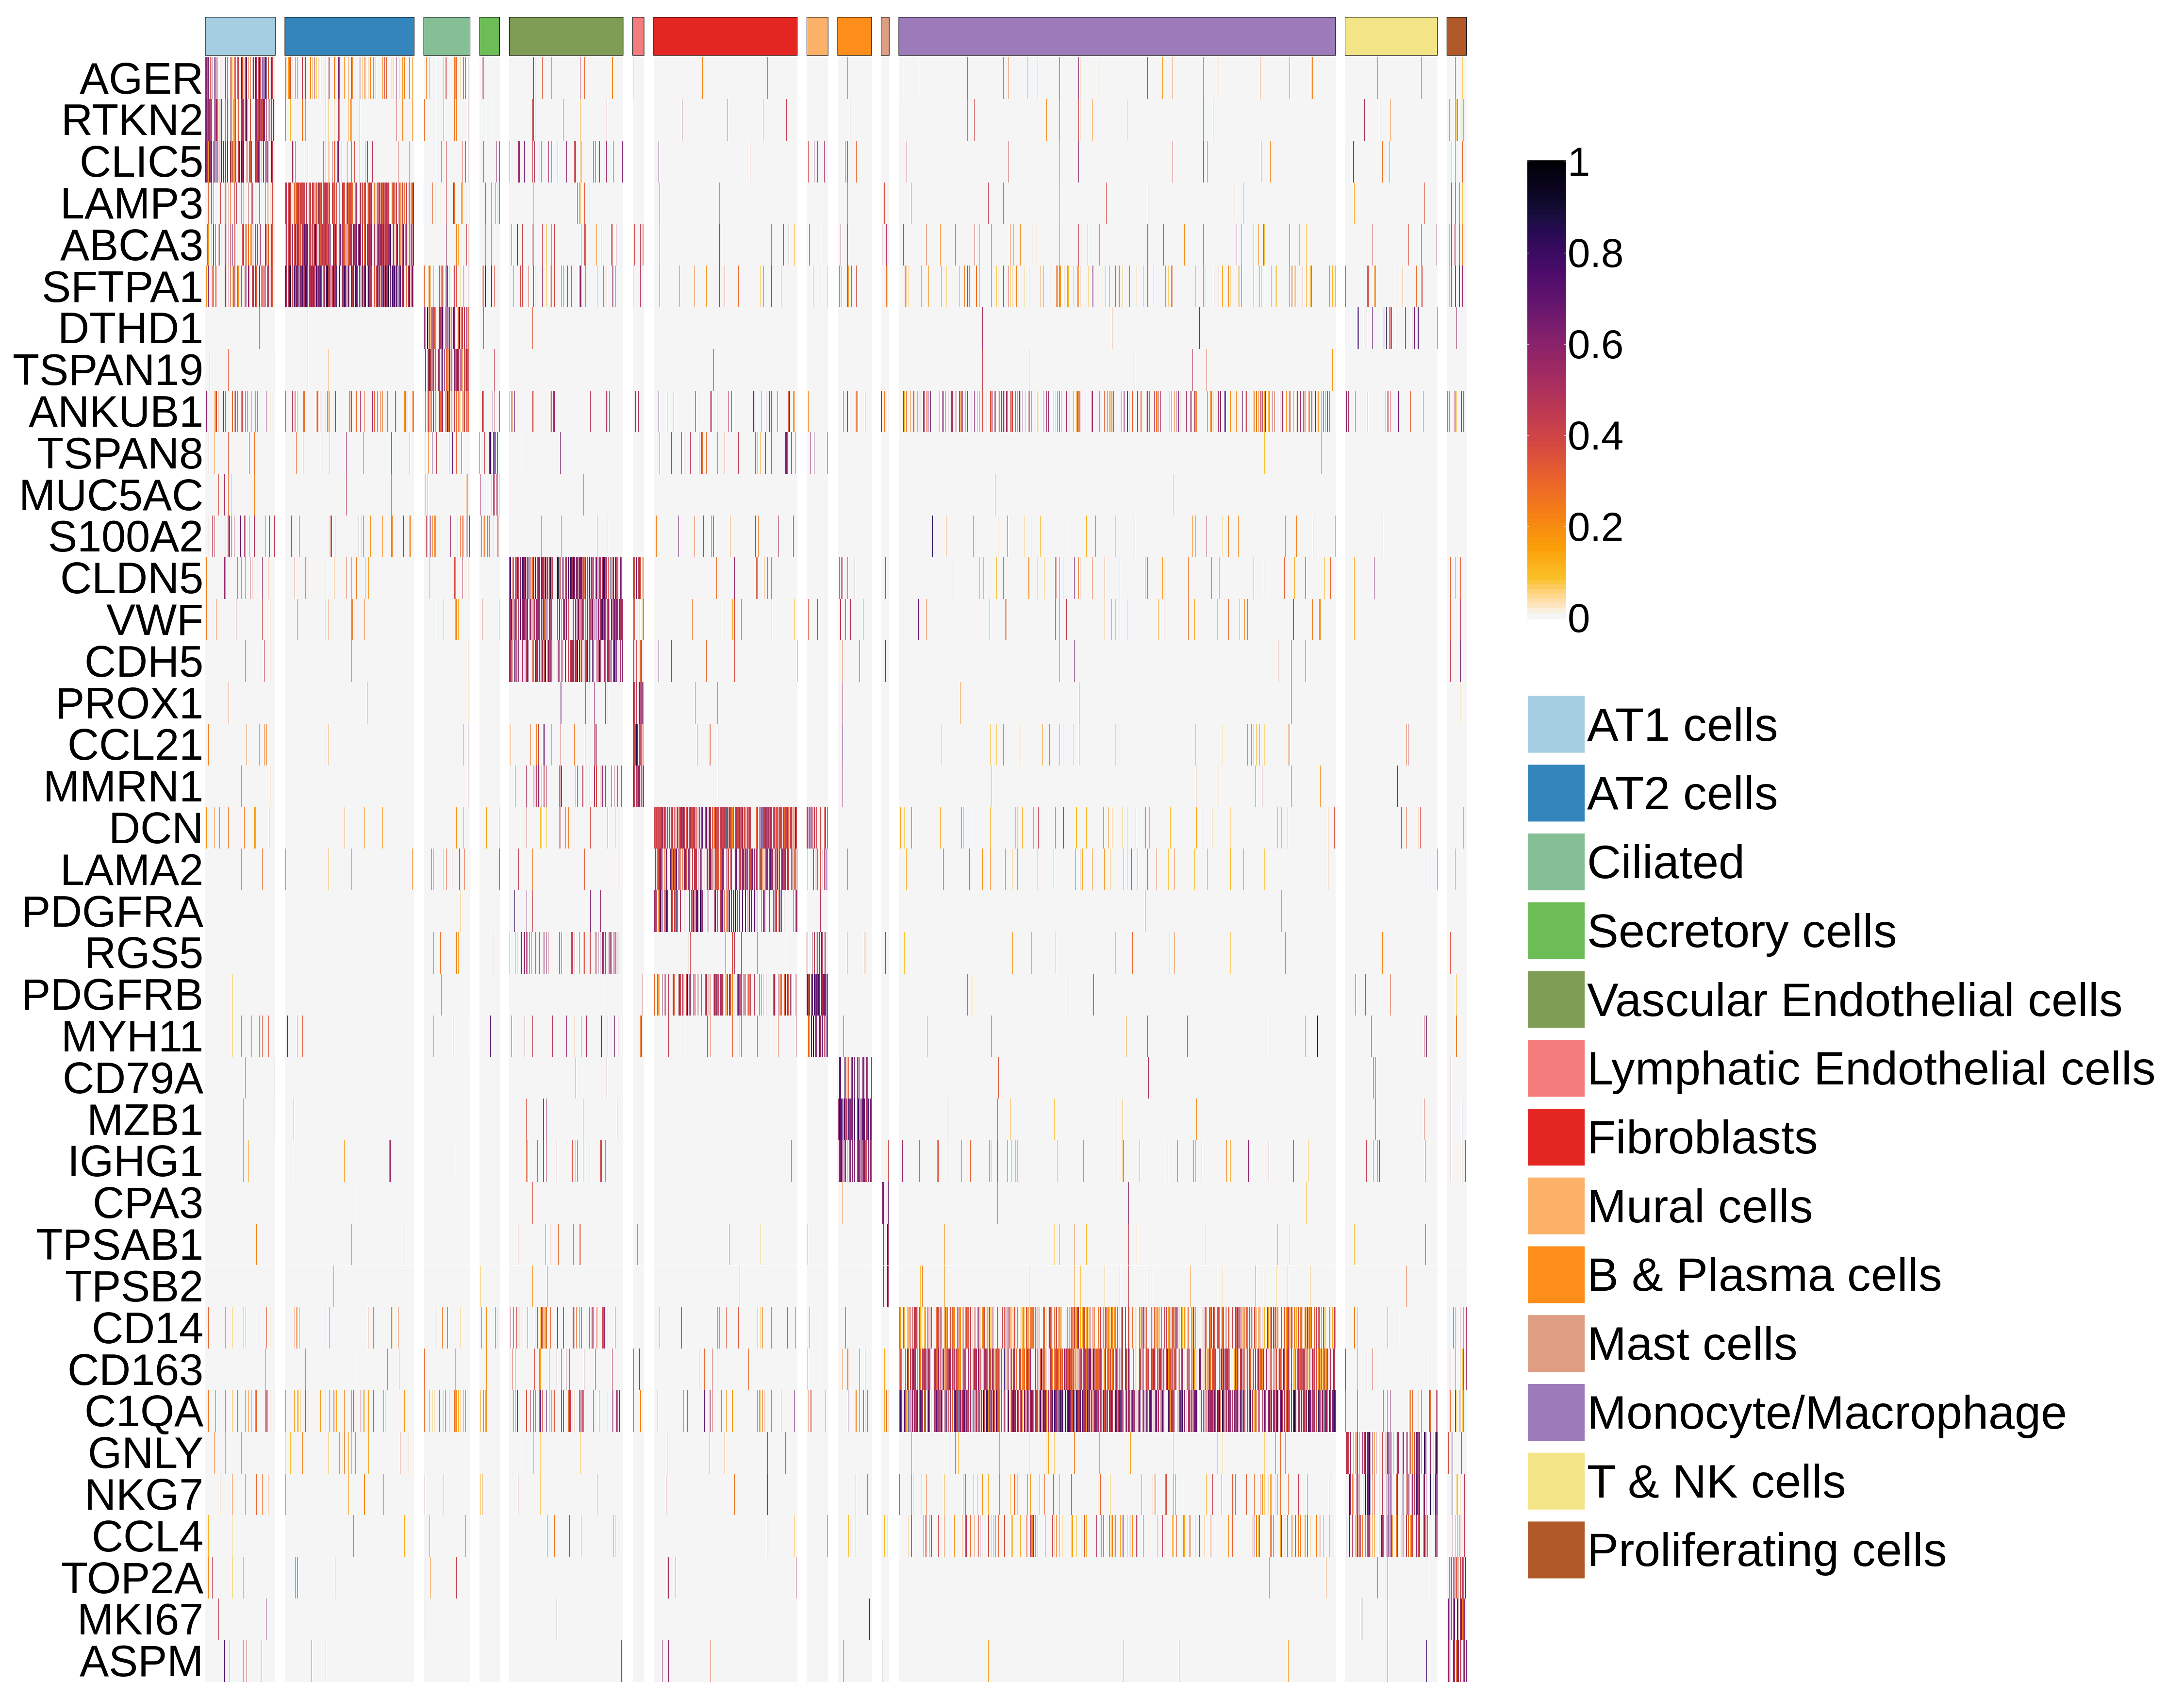 AGER
RTKN2
CLIC5
LAMP3
ABCA3
SFTPA1
DTHD1
TSPAN19
ANKUB1
TSPAN8
MUC5AC
S100A2
CLDN5
VWF
CDH5
PROX1
CCL21
MMRN1
DCN
LAMA2
PDGFRA
RGS5
PDGFRB
MYH11
CD79A
MZB1
IGHG1
CPA3
TPSAB1
TPSB2
CD14
CD163
C1QA
GNLY
NKG7
CCL4
TOP2A
MKI67
ASPM
1
0.8
0.6
0.4
0.2
0
AT1 cells
AT2 cells
Ciliated
Secretory cells
Vascular Endothelial cells
Lymphatic Endothelial cells
Fibroblasts
Mural cells
B & Plasma cells
Mast cells
Monocyte/Macrophage
T & NK cells
Proliferating cells